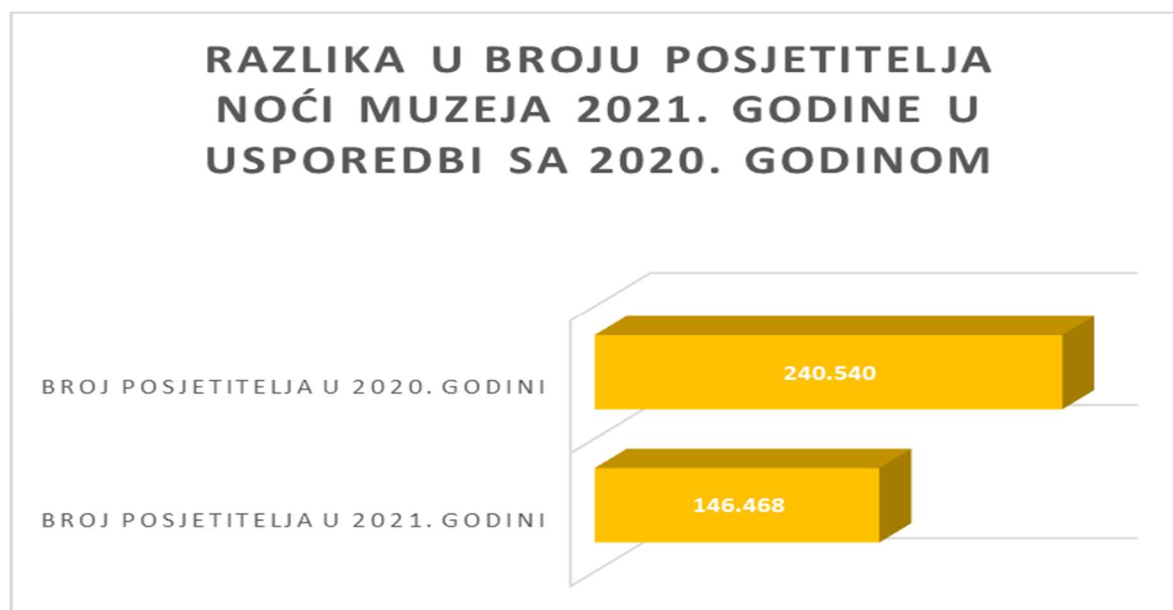 RAZLIKA U BROJU POSJETITELJA
NOĆI MUZEJA 2021. GODINE U
USPOREDBI SA 2020. GODINOM
BROJ POSJETITELJA U 2020. GODINI
240.540
BROJ POSJETITELJA U 2021. GODINI
146.468